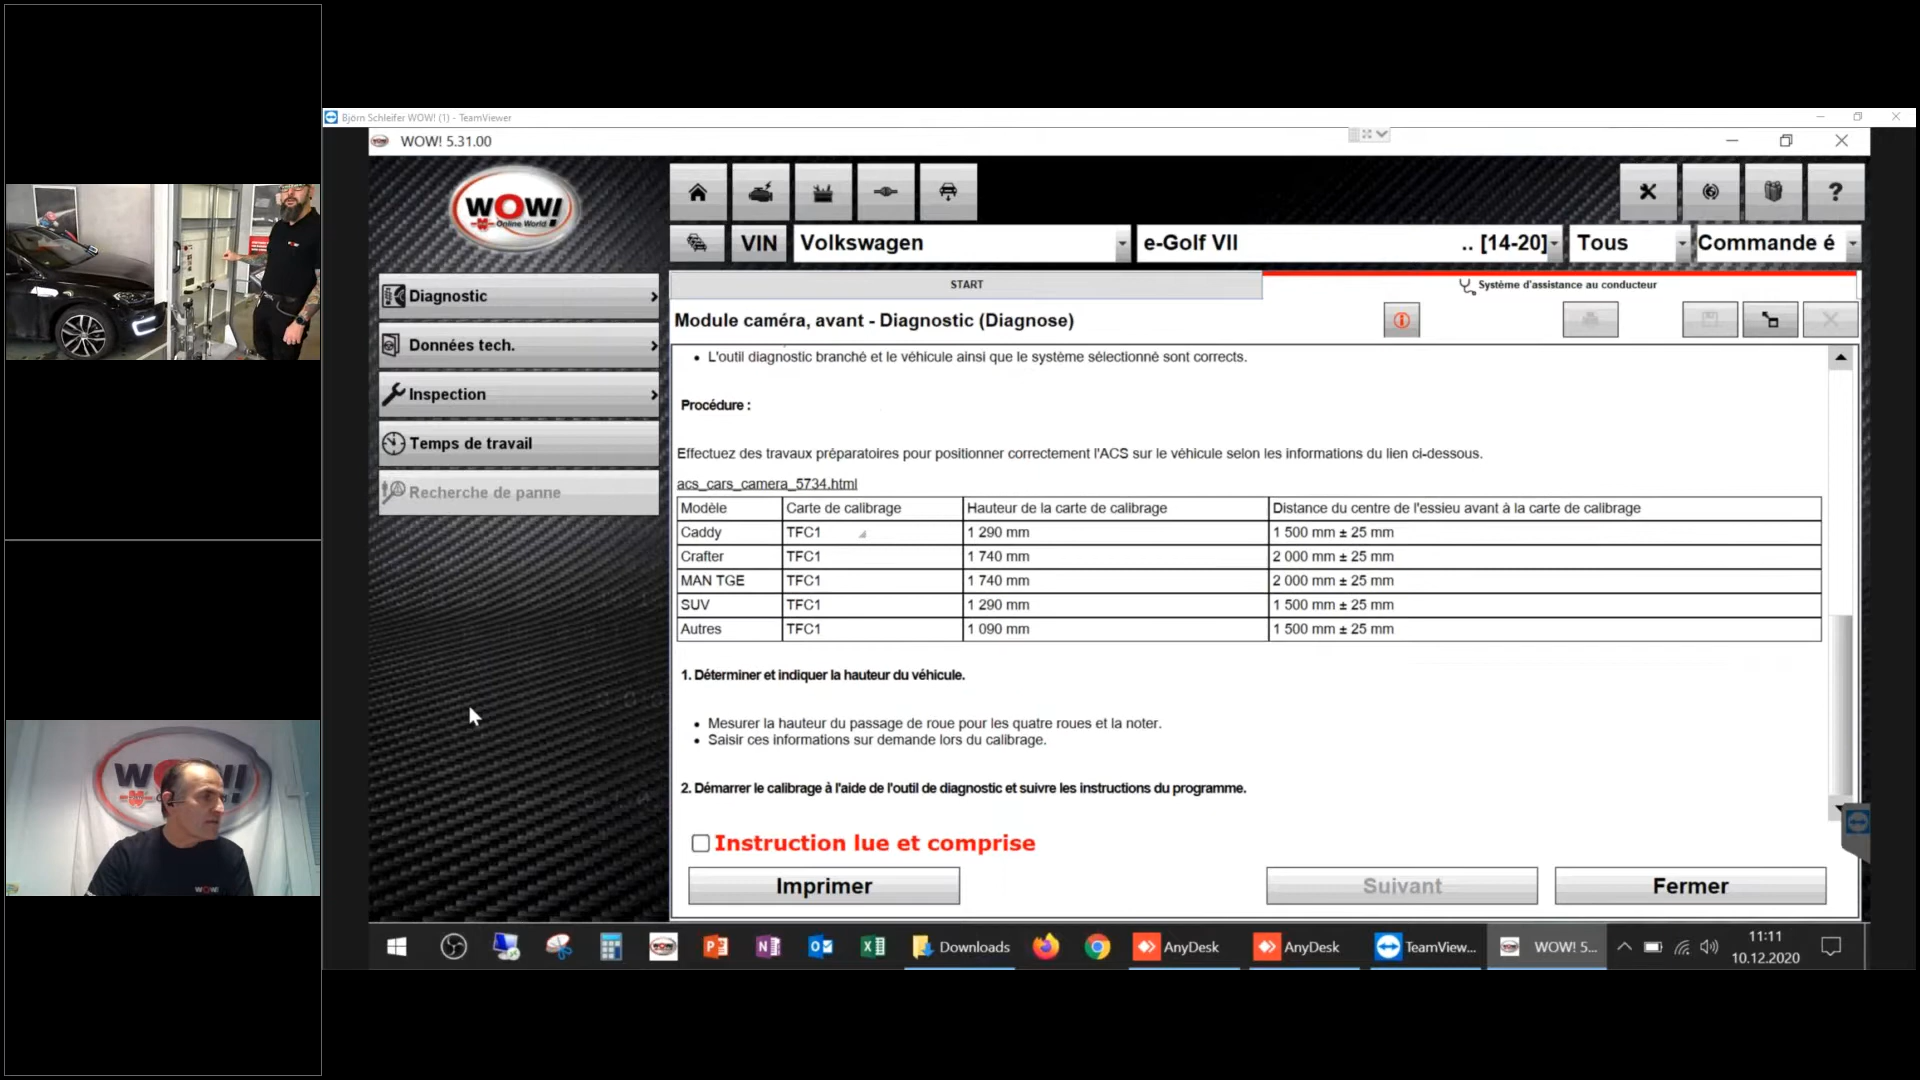 Björn Schleifer WOW! (1) - TeamViewer
WOW! 5.31.00
WOW!
Online World
VIN
Volkswagen
e-Golf VII
.. [14-20]
Tous
Commande é
Diagnostic
Données tech.
Inspection
Temps de travail
Recherche de panne
START
Système d'assistance au conducteur
Module caméra, avant - Diagnostic (Diagnose)
• L'outil diagnostic branché et le véhicule ainsi que le système sélectionné sont corrects.
Procédure :
Effectuez des travaux préparatoires pour positionner correctement l'ACS sur le véhicule selon les informations du lien ci-dessous.
acs_cars_camera_5734.html
Modèle Carte de calibrage Hauteur de la carte de calibrage Distance du centre de l'essieu avant à la carte de calibrage
Caddy TFC1 1 290 mm 1 500 mm ± 25 mm
Crafter TFC1 1 740 mm 2 000 mm ± 25 mm
MAN TGE TFC1 1 740 mm 2 000 mm ± 25 mm
SUV TFC1 1 290 mm 1 500 mm ± 25 mm
Autres TFC1 1 090 mm 1 500 mm ± 25 mm
1. Déterminer et indiquer la hauteur du véhicule.
• Mesurer la hauteur du passage de roue pour les quatre roues et la noter.
• Saisir ces informations sur demande lors du calibrage.
2. Démarrer le calibrage à l'aide de l'outil de diagnostic et suivre les instructions du programme.
Instruction lue et comprise
Imprimer
Suivant
Fermer
Downloads
AnyDesk
AnyDesk
TeamView...
WOW! 5...
11:11
10.12.2020
WOW!